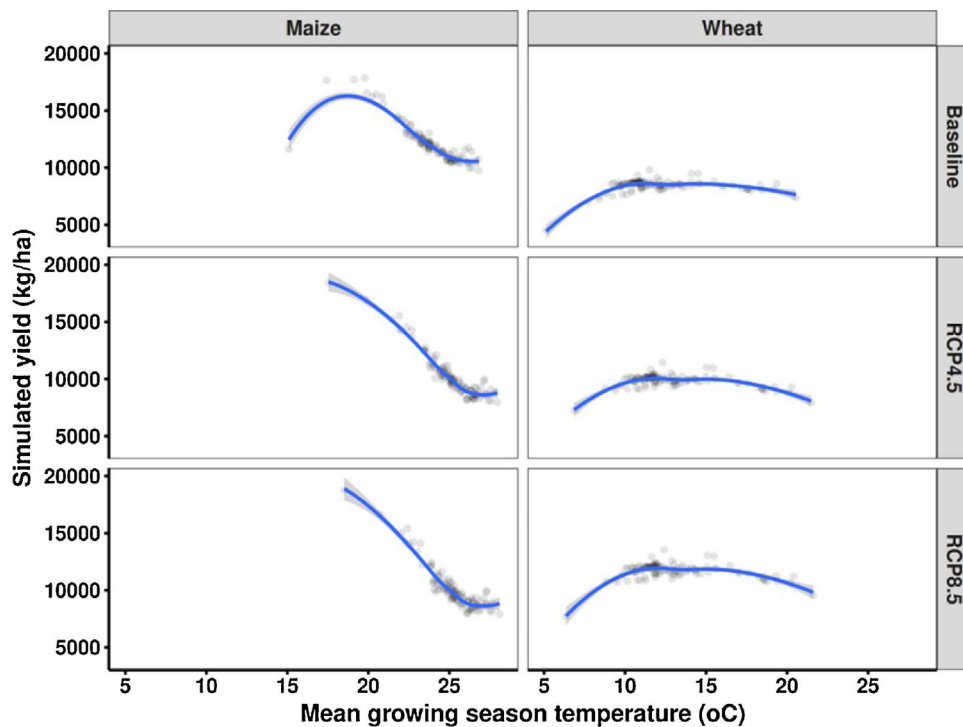 Maize Wheat
20000
15000
10000
5000
Baseline
20000
15000
10000
5000
RCP4.5
20000
15000
10000
5000
RCP8.5
Simulated yield (kg/ha)
5 10 15 20 25 5 10 15 20 25
Mean growing season temperature (oC)